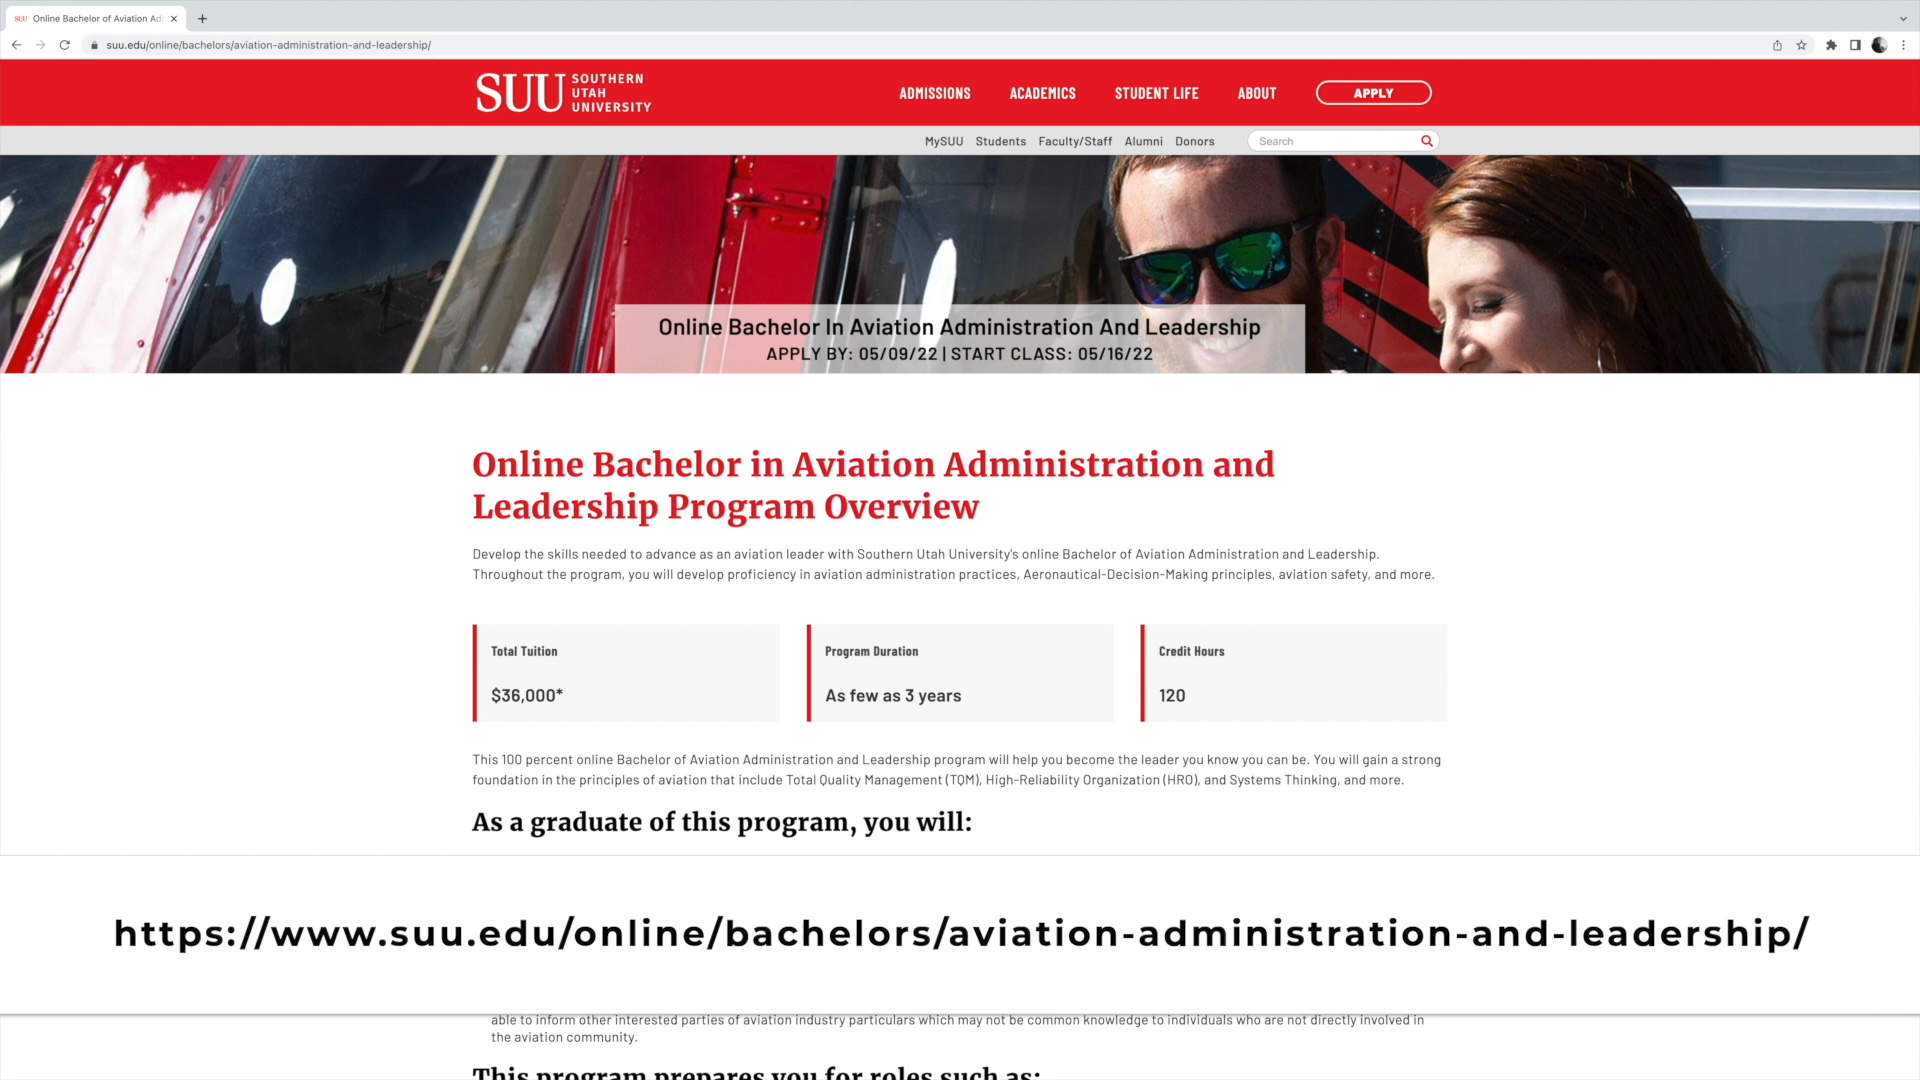 SUU Online Bachelor of Aviation Ad
suu.edu/online/bachelors/aviation-administration-and-leadership/
SUU SOUTHERN
UTAH
UNIVERSITY
ADMISSIONS ACADEMICS STUDENT LIFE ABOUT APPLY
MySUU Students Faculty/Staff Alumni Donors Search
Online Bachelor In Aviation Administration And Leadership
APPLY BY: 05/09/22 | START CLASS: 05/16/22
Online Bachelor in Aviation Administration and
Leadership Program Overview
Develop the skills needed to advance as an aviation leader with Southern Utah University's online Bachelor of Aviation Administration and Leadership.
Throughout the program, you will develop proficiency in aviation administration practices, Aeronautical-Decision-Making principles, aviation safety, and more.
Total Tuition Program Duration Credit Hours
$36,000* As few as 3 years 120
This 100 percent online Bachelor of Aviation Administration and Leadership program will help you become the leader you know you can be. You will gain a strong
foundation in the principles of aviation that include Total Quality Management (TQM), High-Reliability Organization (HRO), and Systems Thinking, and more.
As a graduate of this program, you will:
https://www.suu.edu/online/bachelors/aviation-administration-and-leadership/
able to inform other interested parties of aviation industry particulars which may not be common knowledge to individuals who are not directly involved in
the aviation community.
This program prepares you for roles such as: